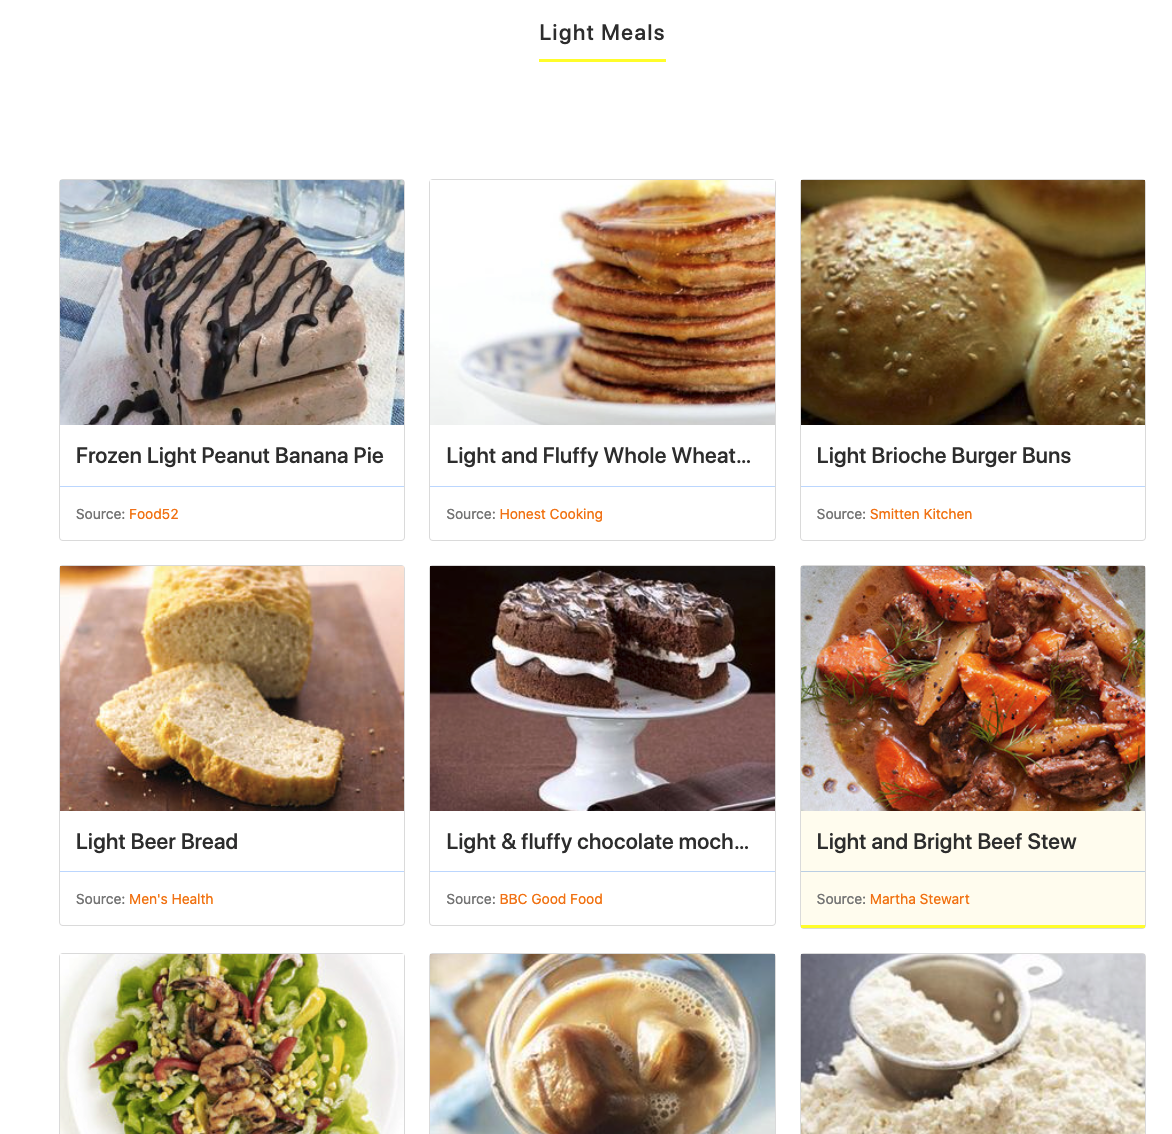 Light Meals
Frozen Light Peanut Banana Pie
Light and Fluffy Whole Wheat...
Light Brioche Burger Buns
Source: Food52
Source: Honest Cooking
Source: Smitten Kitchen
Light Beer Bread
Light & fluffy chocolate moch...
Light and Bright Beef Stew
Source: Men's Health
Source: BBC Good Food
Source: Martha Stewart